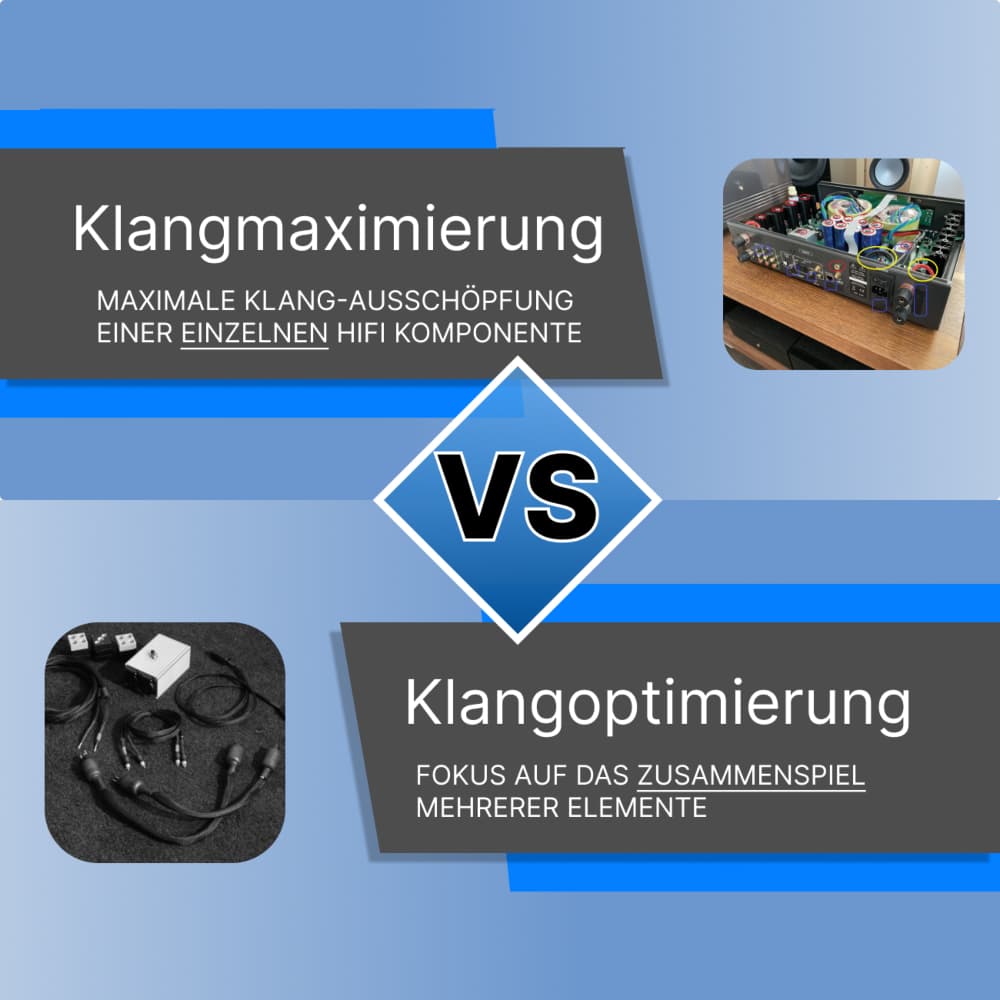 Klangmaximierung
MAXIMALE KLANG-AUSSCHÖPFUNG
EINER EINZELNEN HIFI KOMPONENTE
VS
Klangoptimierung
FOKUS AUF DAS ZUSAMMENSPIEL
MEHRERER ELEMENTE